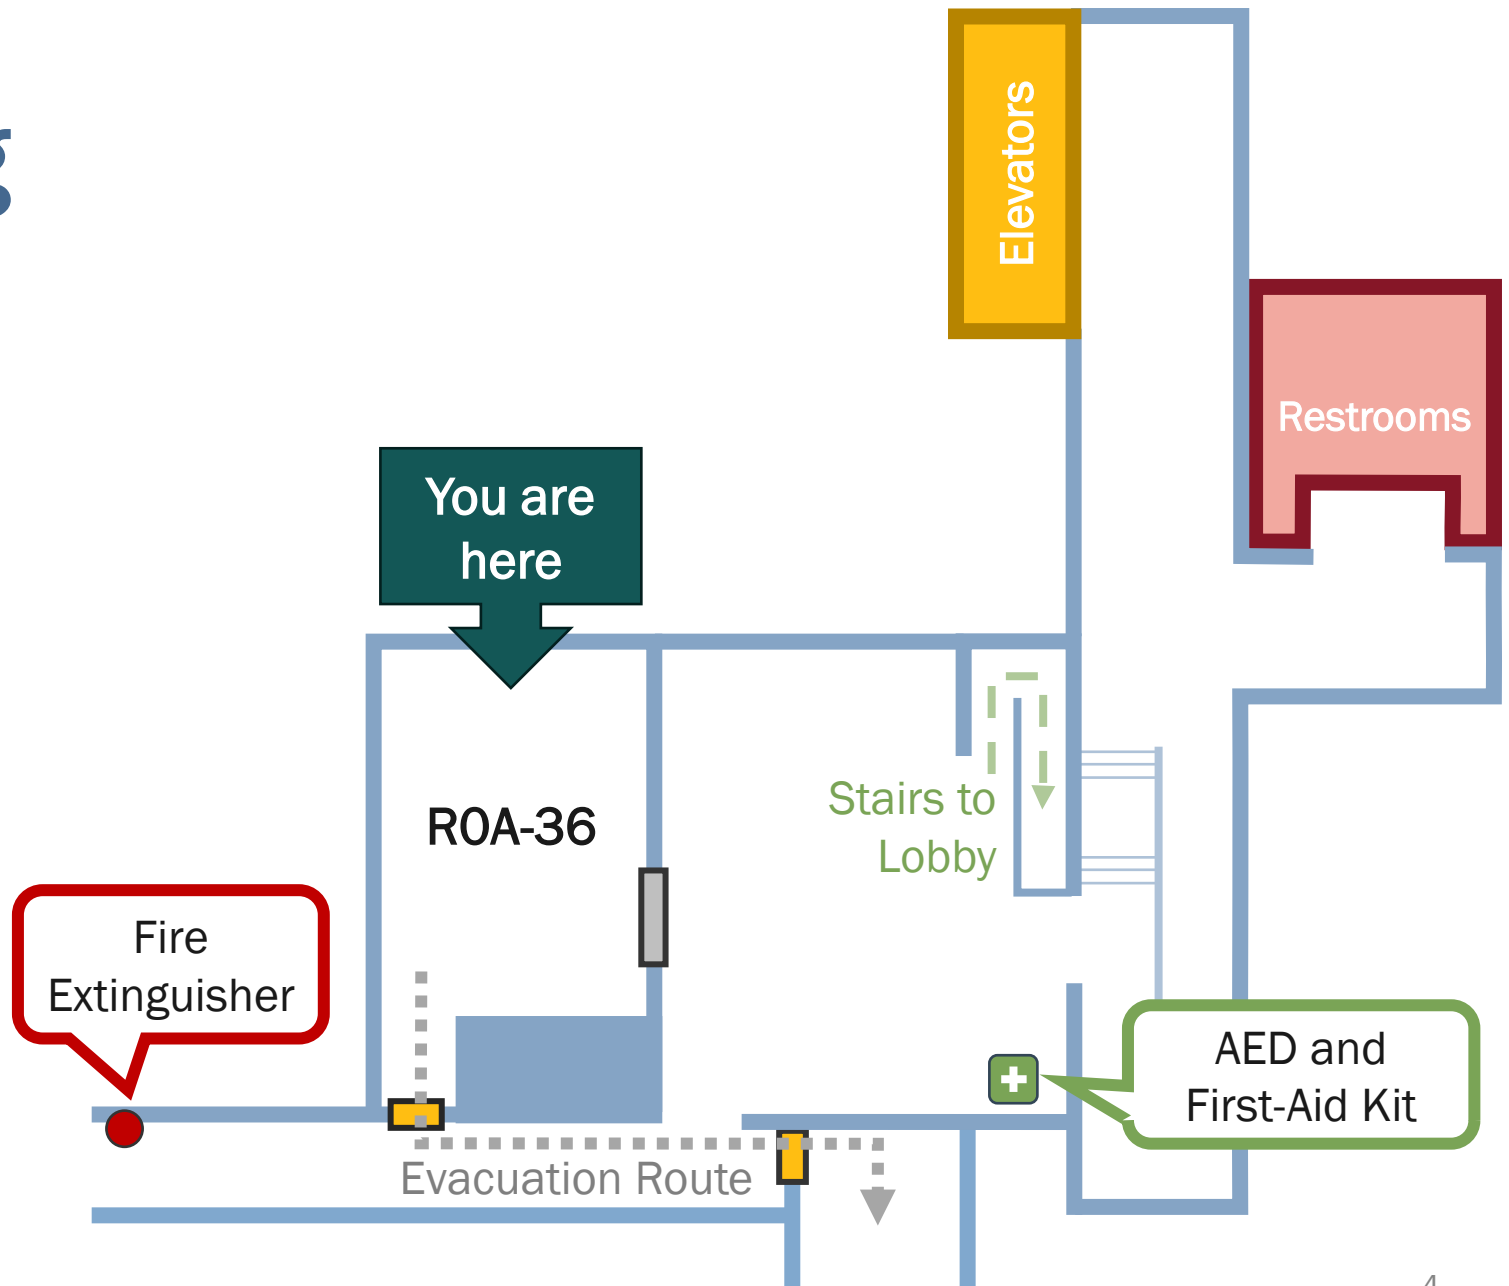 g
Elevators
Restrooms
You are
here
R0A-36
Stairs to
Lobby
Fire
Extinguisher
AED and
First-Aid Kit
Evacuation Route